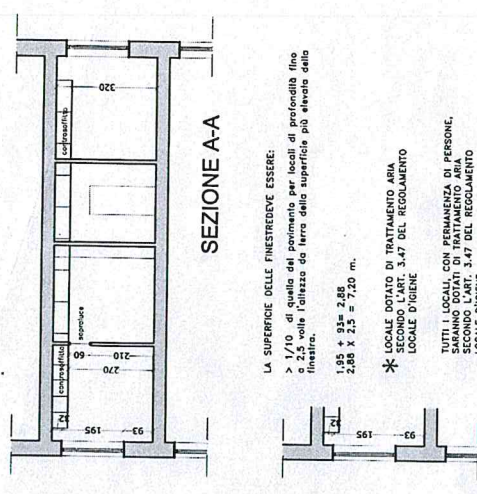 320
controsoffitto
sopraluce
60
210
270
controsoffitto
32
195
93
SEZIONE A-A
LA SUPERFICIE DELLE FINESTREDEVE ESSERE:
> 1/10 di quella del pavimento per locali di profondità fino
a 2,5 volte l'altezza da terra della superficie più elevata della
finestra.
1,95 + 93= 2,88
2,88 X 2,5 = 7,20 m.
* LOCALE DOTATO DI TRATTAMENTO ARIA
SECONDO L'ART. 3.47 DEL REGOLAMENTO
LOCALE D'IGIENE
TUTTI I LOCALI, CON PERMANENZA DI PERSONE,
SARANNO DOTATI DI TRATTAMENTO ARIA
SECONDO L'ART. 3.47 DEL REGOLAMENTO
32
195
93